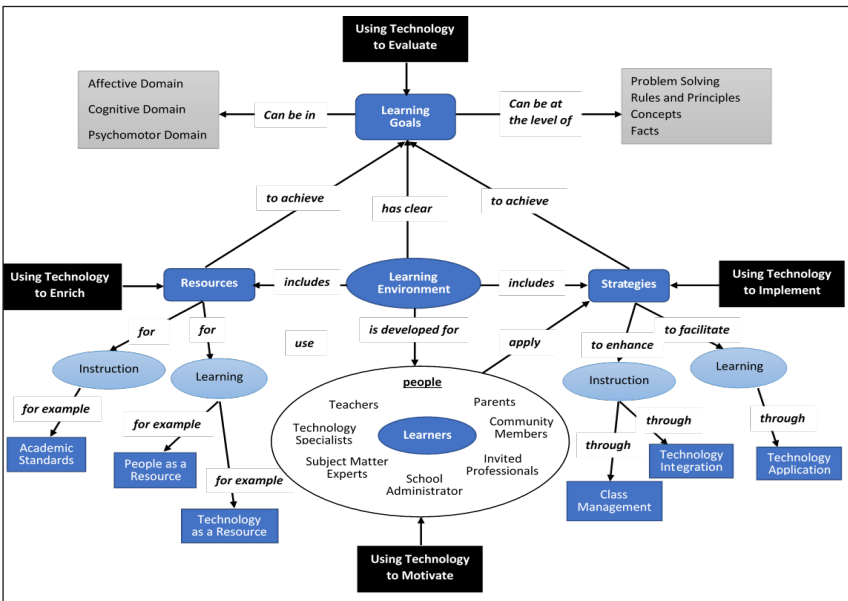 Using Technology
to Evaluate
Affective Domain
Cognitive Domain
Psychomotor Domain
Can be in
Learning
Goals
Can be at
the level of
Problem Solving
Rules and Principles
Concepts
Facts
to achieve
has clear
to achieve
Using Technology
to Enrich
Resources
includes
Learning
Environment
includes
Strategies
Using Technology
to Implement
for
for
use
is developed for
apply
to enhance
to facilitate
Instruction
Learning
Instruction
Learning
for example
for example
for example
Academic
Standards
People as a
Resource
Technology
as a Resource
people
Teachers
Parents
Technology
Specialists
Learners
Community
Members
Subject Matter
Experts
School
Administrator
Invited
Professionals
through
through
through
Class
Management
Technology
Integration
Technology
Application
Using Technology
to Motivate